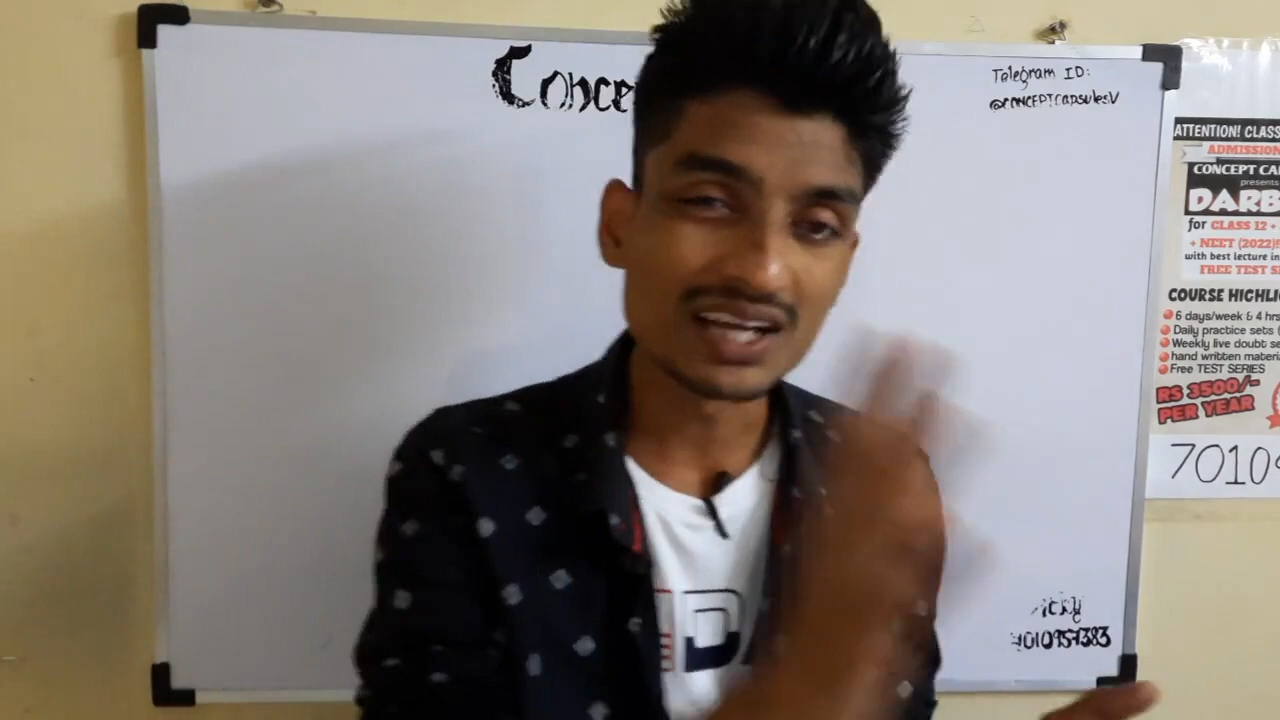 Conce
Telegram ID:
@CONCEPTCapsulesV
ATTENTION! CLASS
ADMISSION
CONCEPT CA
presents
DARB
for CLASS 12 +
+ NEET (2022)
with best lecture in
FREE TEST SE
COURSE HIGHLI
6 days/week & 4 hrs
Daily practice sets
Weekly live doubt se
hand written materi
Free TEST SERIES
RS 3500/-
PER YEAR
7010
7010957383